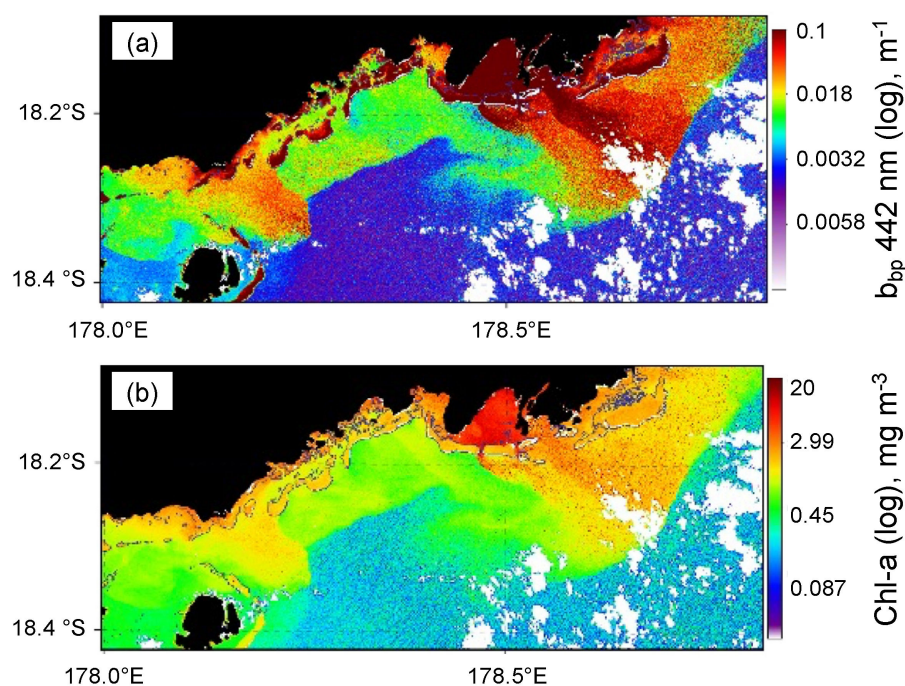 (a)
18.2°S
18.4 °S
178.0°E
178.5°E
0.1
0.018
0.0032
0.0058
b_bp 442 nm (log), m⁻¹
(b)
18.2°S
18.4 °S
178.0°E
178.5°E
20
2.99
0.45
0.087
Chl-a (log), mg m⁻³